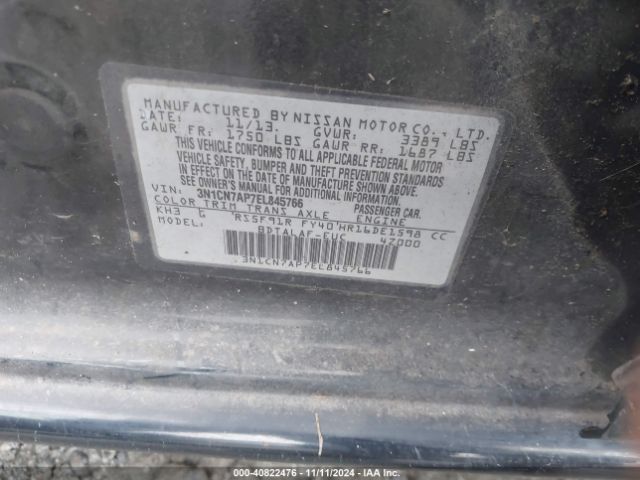 MANUFACTURED BY NISSAN MOTOR CO., LTD.
DATE: 11/13. GVWR: 3389 LBS
GAWR FR: 1750 LBS GAWR RR: 1687 LBS
THIS VEHICLE CONFORMS TO ALL APPLICABLE FEDERAL MOTOR
VEHICLE SAFETY, BUMPER AND THEFT PREVENTION STANDARDS
IN EFFECT ON THE DATE OF MANUFACTURE SHOWN ABOVE.
SEE OWNER'S MANUAL FOR ADDITIONAL INFORMATION.
VIN: 3N1CN7AP7EL845766 PASSENGER CAR.
COLOR TRIM TRANS AXLE ENGINE
KH3 G RS5F91R FY40 HR16DE1598 CC
BDTALAF-EUC 4Z000
3N1CN7AP7EL845766
000-40822476 - 11/11/2024 - IAA Inc.